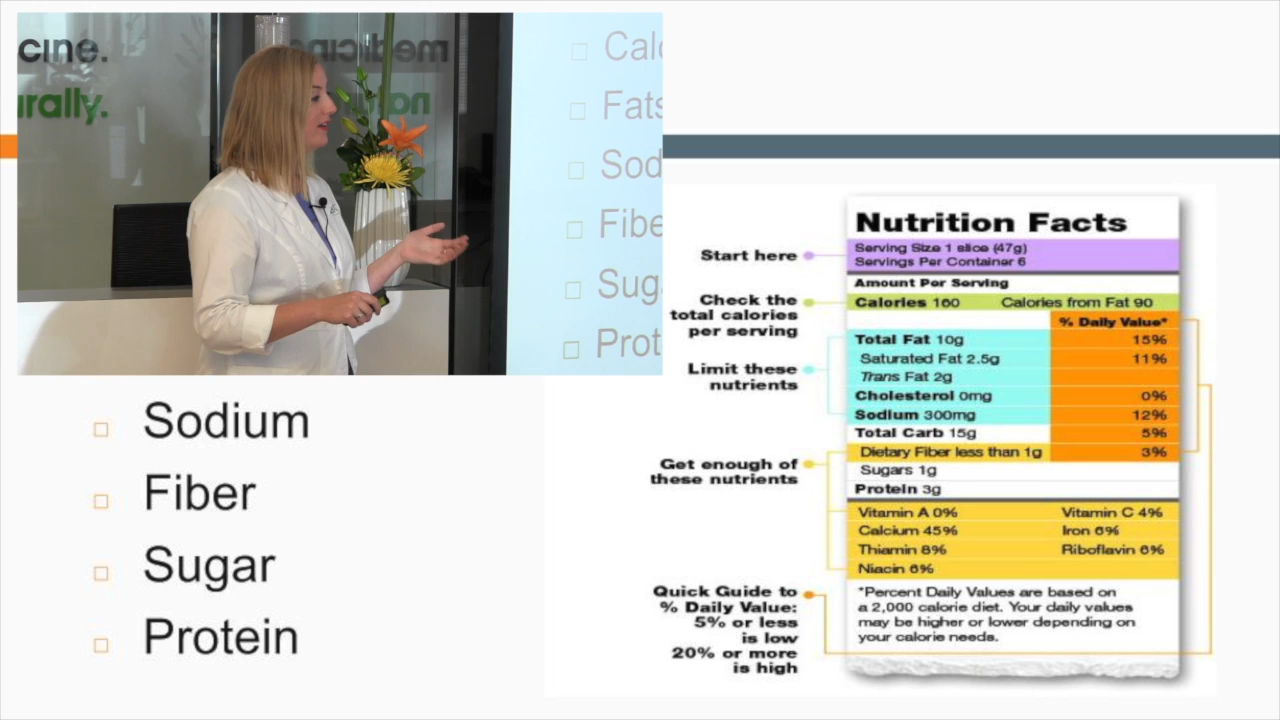 cine.
urally.
medicine
natu
Calo
Fats
Sod
Fibe
Suga
Prot
Sodium
Fiber
Sugar
Protein
Start here
Check the
total calories
per serving
Limit these
nutrients
Get enough of
these nutrients
Quick Guide to
% Daily Value:
5% or less
is low
20% or more
is high
Nutrition Facts
Serving Size 1 slice (47g)
Servings Per Container 6
Amount Per Serving
Calories 160 Calories from Fat 90
% Daily Value*
Total Fat 10g 15%
Saturated Fat 2.5g 11%
Trans Fat 2g
Cholesterol 0mg 0%
Sodium 300mg 12%
Total Carb 15g 5%
Dietary Fiber less than 1g 3%
Sugars 1g
Protein 3g
Vitamin A 0% Vitamin C 4%
Calcium 45% Iron 6%
Thiamin 8% Riboflavin 6%
Niacin 6%
*Percent Daily Values are based on
a 2,000 calorie diet. Your daily values
may be higher or lower depending on
your calorie needs.